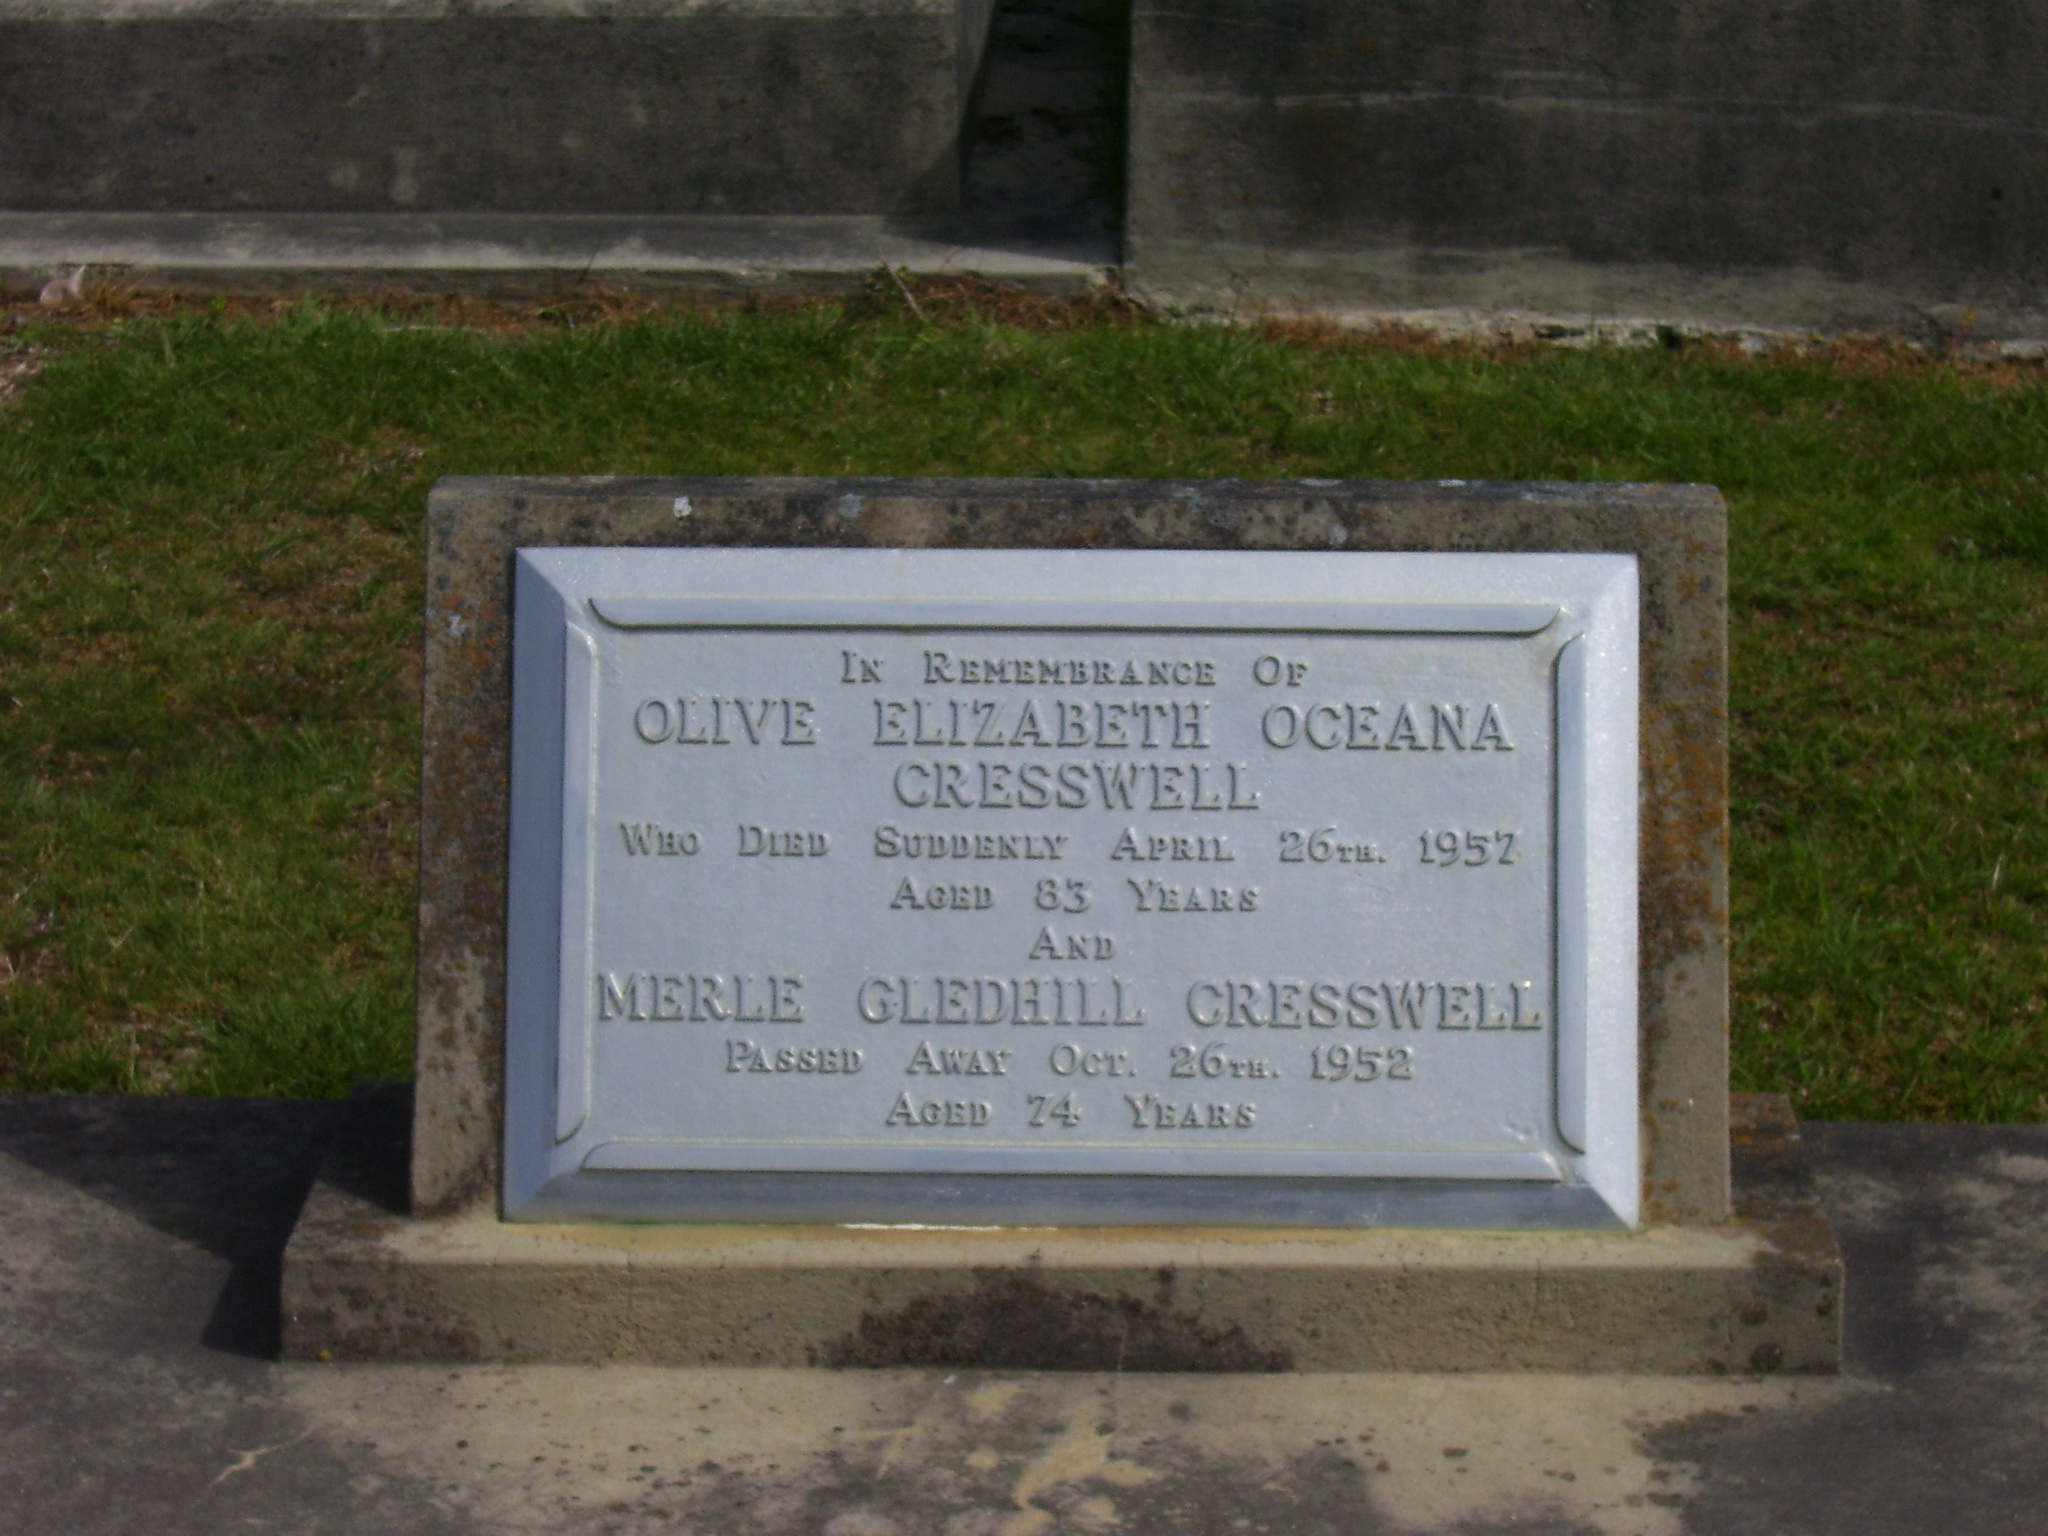 In Remembrance Of
OLIVE ELIZABETH OCEANA
CRESSWELL
Who Died Suddenly April 26th. 1957
Aged 83 Years
And
MERLE GLEDHILL CRESSWELL
Passed Away Oct. 26th. 1952
Aged 74 Years